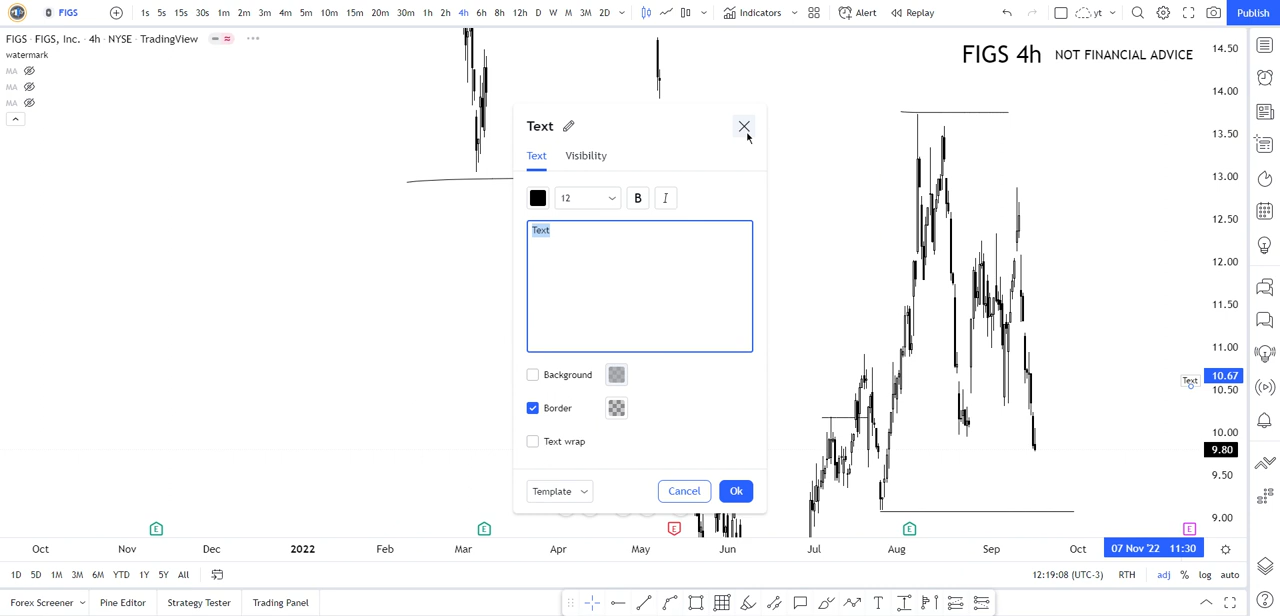 FIGS 1s 5s 15s 30s 1m 2m 3m 4m 5m 10m 15m 20m 30m 1h 2h 4h 6h 8h 12h D W M 3M 2D Indicators Alert Replay yt Publish
FIGS · FIGS, Inc. · 4h · NYSE · TradingView
watermark
MA
MA
MA
FIGS 4h NOT FINANCIAL ADVICE
Text
Text Visibility
12 B I
Text
Background
Border
Text wrap
Template Cancel Ok
Text
14.50
14.00
13.50
13.00
12.50
12.00
11.50
11.00
10.67
10.50
10.00
9.80
9.50
9.00
E E E E E
Oct Nov Dec 2022 Feb Mar Apr May Jun Jul Aug Sep Oct 07 Nov '22 11:30
1D 5D 1M 3M 6M YTD 1Y 5Y All 12:19:08 (UTC-3) RTH adj % log auto
Forex Screener Pine Editor Strategy Tester Trading Panel